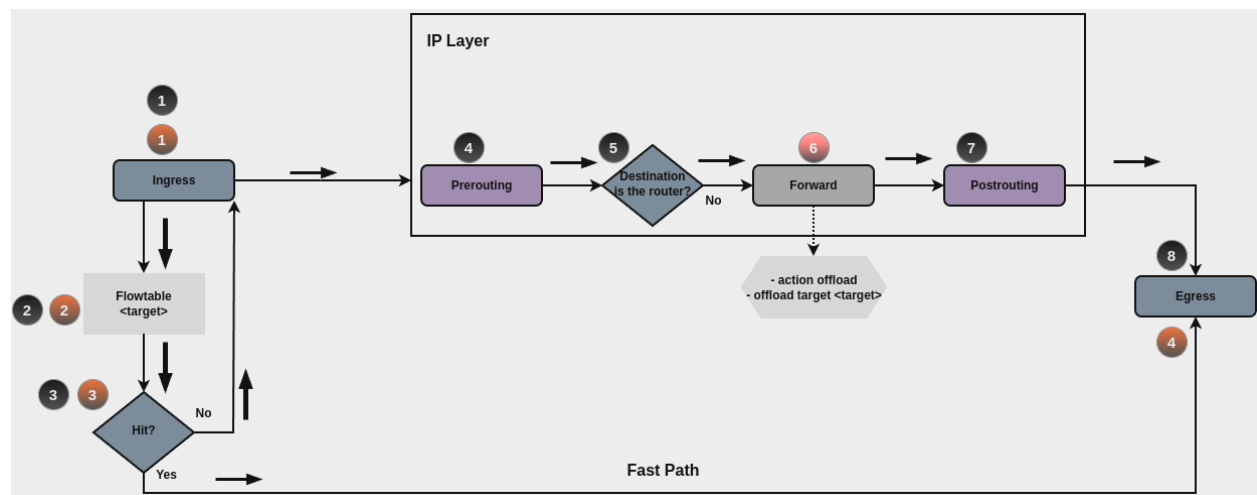 IP Layer
1
1
Ingress
4
Prerouting
5
Destination
is the router?
No
6
Forward
7
Postrouting
- action offload
- offload target <target>
8
Egress
4
2
2
Flowtable
<target>
3
3
Hit?
No
Yes
Fast Path